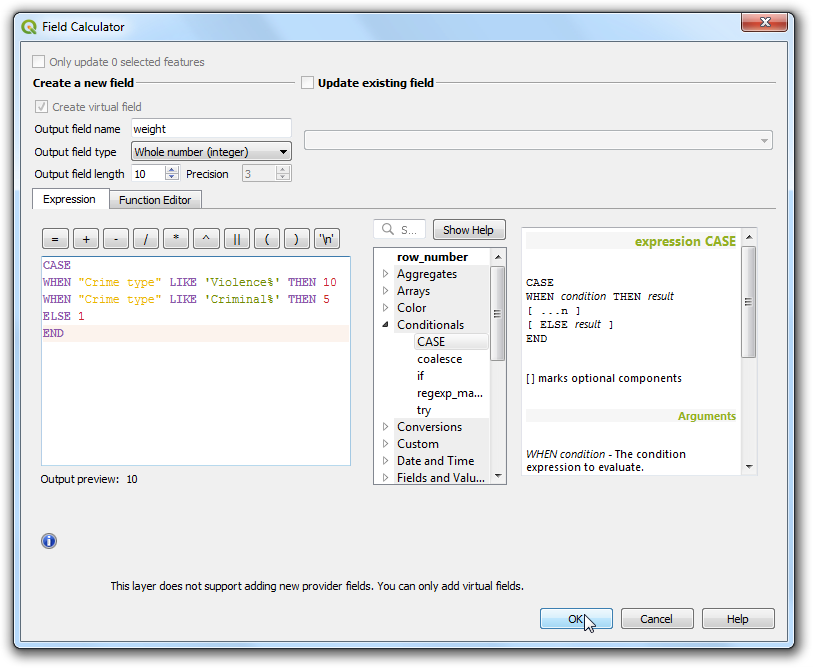 Field Calculator
Only update 0 selected features
Create a new field
Update existing field
Create virtual field
Output field name weight
Output field type Whole number (integer)
Output field length 10 Precision 3
Expression Function Editor
= + - / * ^ || ( ) '\n'
CASE
WHEN "Crime type" LIKE 'Violence%' THEN 10
WHEN "Crime type" LIKE 'Criminal%' THEN 5
ELSE 1
END
Output preview: 10
S... Show Help
row_number
Aggregates
Arrays
Color
Conditionals
CASE
coalesce
if
regexp_ma...
try
Conversions
Custom
Date and Time
Fields and Valu...
expression CASE
CASE
WHEN condition THEN result
[ ...n ]
[ ELSE result ]
END
[ ] marks optional components
Arguments
WHEN condition - The condition
expression to evaluate.
This layer does not support adding new provider fields. You can only add virtual fields.
OK Cancel Help